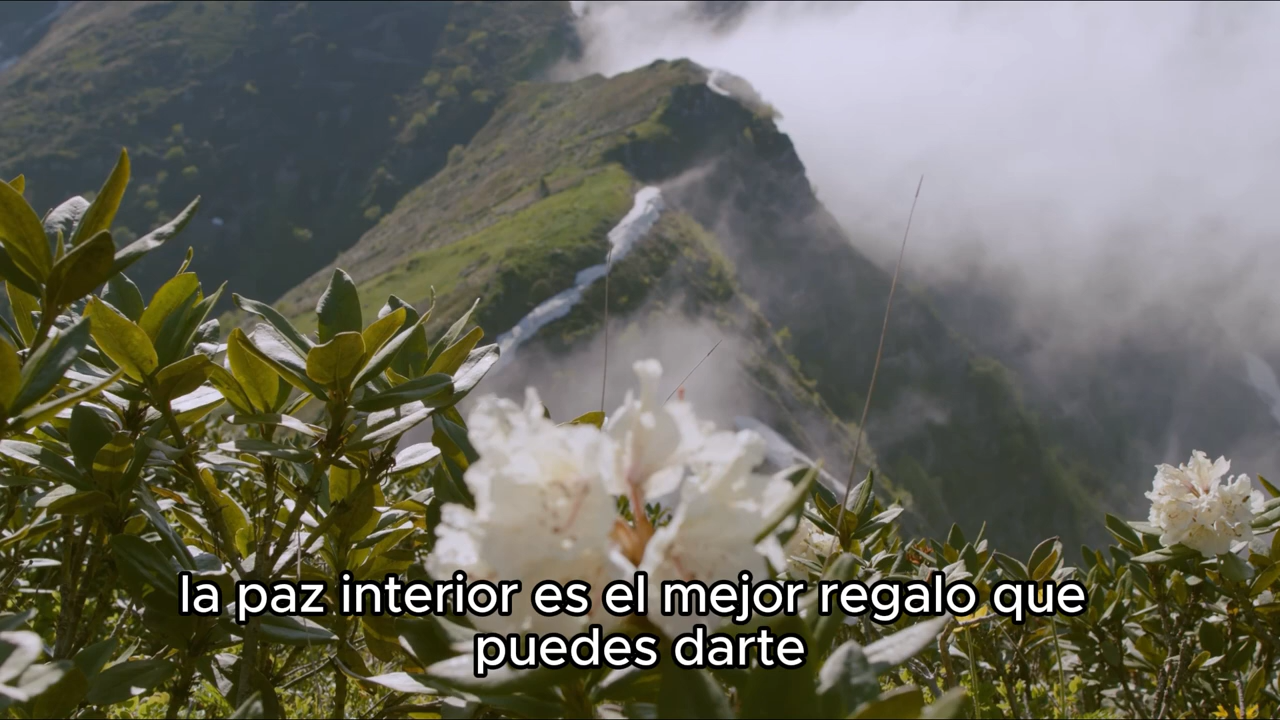 la paz interior es el mejor regalo que
puedes darte